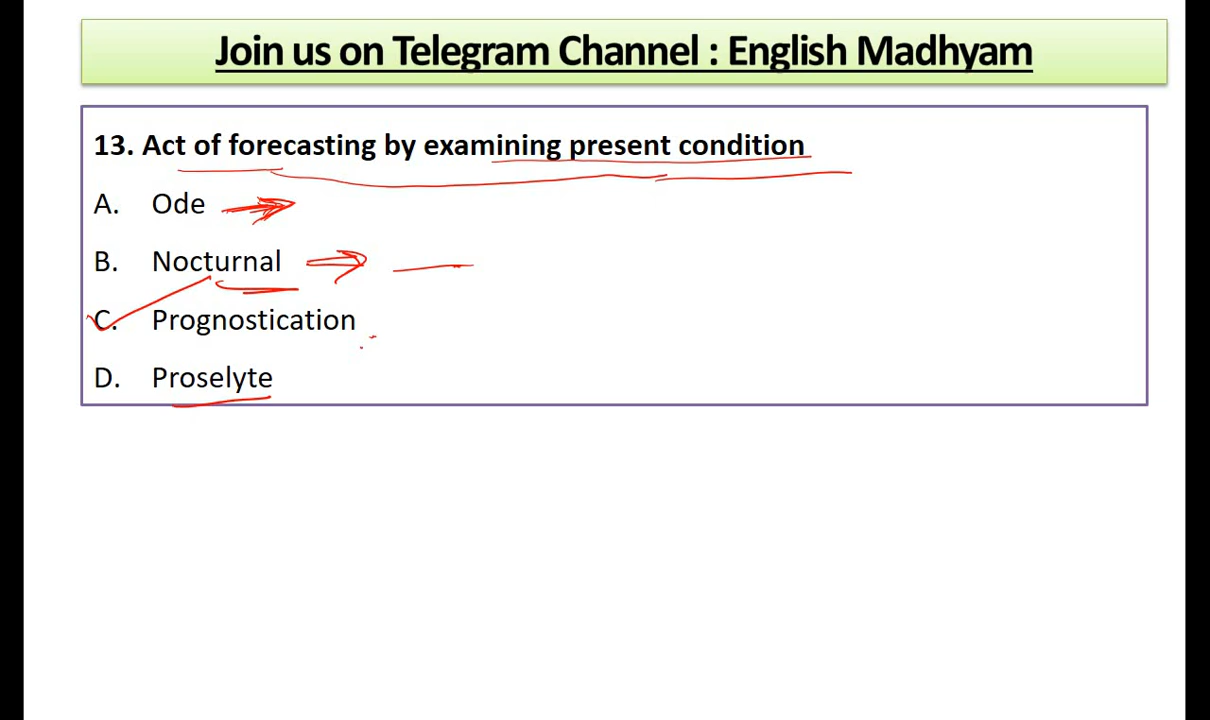 Join us on Telegram Channel : English Madhyam
13. Act of forecasting by examining present condition
A. Ode
B. Nocturnal
C. Prognostication
D. Proselyte